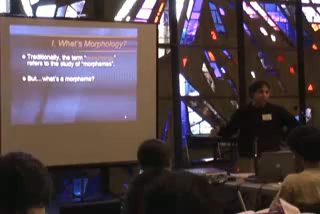 I. What's Morphology?
Traditionally, the term "
refers to the study of "morphemes".
But...what's a morpheme?